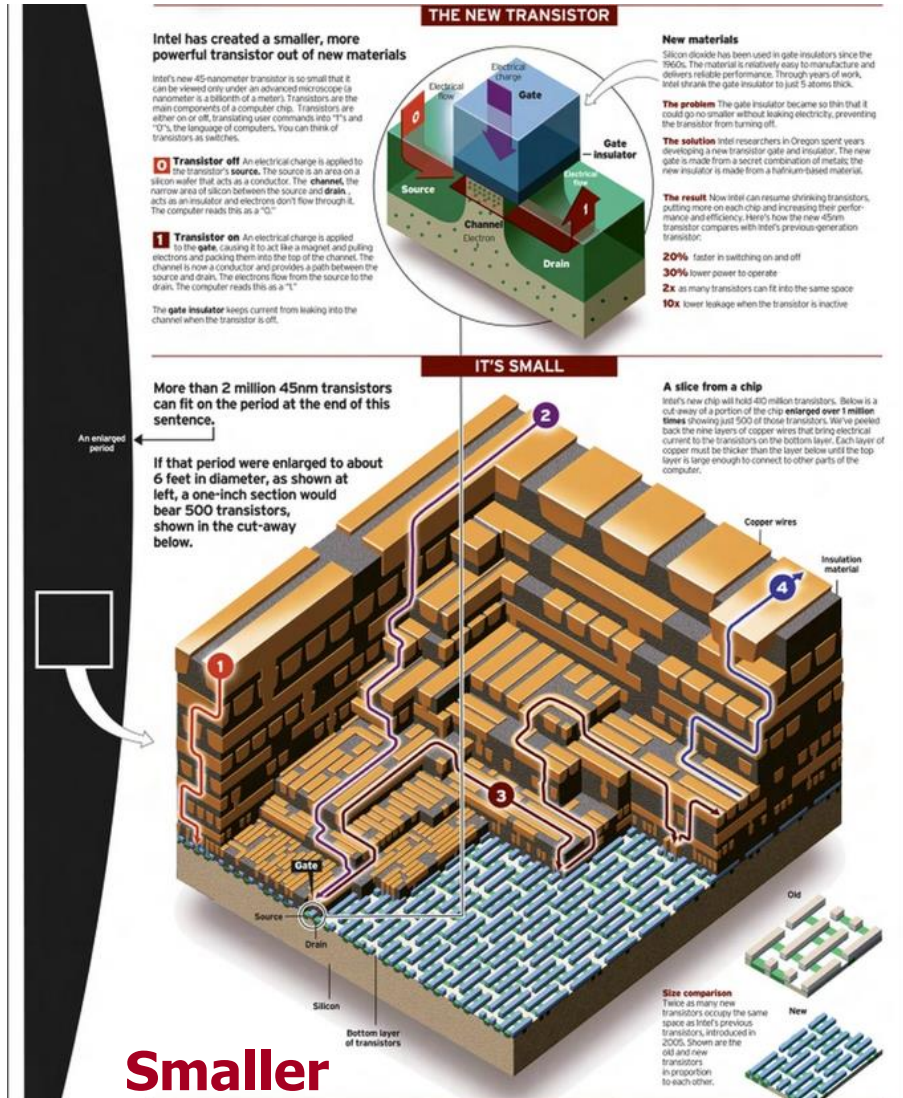 THE NEW TRANSISTOR
Intel has created a smaller, more
powerful transistor out of new materials
Intel's new 45-nanometer transistor is so small that it
can be viewed only under an advanced microscope (a
nanometer is a billionth of a meter). Transistors are the
main components of a computer chip. Transistors are
either on or off, translating user commands into "1"s and
"0"s, the language of computers. You can think of
transistors as switches.
0 Transistor off An electrical charge is applied to
the transistor's source. The source is an area on a
silicon wafer that acts as a conductor. The channel, the
narrow area of silicon between the source and drain,
acts as an insulator and electrons don't flow through it.
The computer reads this as a "0."
1 Transistor on An electrical charge is applied
to the gate, causing it to act like a magnet and pulling
electrons and packing them into the top of the channel. The
channel is now a conductor and provides a path between the
source and drain. The electrons flow from the source to the
drain. The computer reads this as a "1."
The gate insulator keeps current from leaking into the
channel when the transistor is off.
Electrical
charge
Electrical
flow
Gate
0
Gate
insulator
Source
Electrical
flow
1
Channel
Electron
Drain
New materials
Silicon dioxide has been used in gate insulators since the
1960s. The material is relatively easy to manufacture and
delivers reliable performance. Through years of work,
Intel shrank the gate insulator to just 5 atoms thick.
The problem The gate insulator became so thin that it
could go no smaller without leaking electricity, preventing
the transistor from turning off.
The solution Intel researchers in Oregon spent years
developing a new transistor gate and insulator. The new
gate is made from a secret combination of metals; the
new insulator is made from a hafnium-based material.
The result Now Intel can resume shrinking transistors,
putting more on each chip and increasing their perfor-
mance and efficiency. Here's how the new 45nm
transistor compares with Intel's previous-generation
transistor:
20% faster in switching on and off
30% lower power to operate
2x as many transistors can fit into the same space
10x lower leakage when the transistor is inactive
IT'S SMALL
More than 2 million 45nm transistors
can fit on the period at the end of this
sentence.
An enlarged
period
If that period were enlarged to about
6 feet in diameter, as shown at
left, a one-inch section would
bear 500 transistors,
shown in the cut-away
below.
A slice from a chip
Intel's new chip will hold 410 million transistors. Below is a
cut-away of a portion of the chip enlarged over 1 million
times showing just 500 of those transistors. We've peeled
back the nine layers of copper wires that bring electrical
current to the transistors on the bottom layer. Each layer of
copper must be thicker than the layer below until the top
layer is large enough to connect to other parts of the
computer.
2
Copper wires
Insulation
material
4
1
3
Gate
Source
Drain
Silicon
Bottom layer
of transistors
Old
Size comparison
Twice as many new
transistors occupy the same
space as Intel's previous
transistors, introduced in
2005. Shown are the
old and new
transistors
in proportion
to each other.
New
Smaller